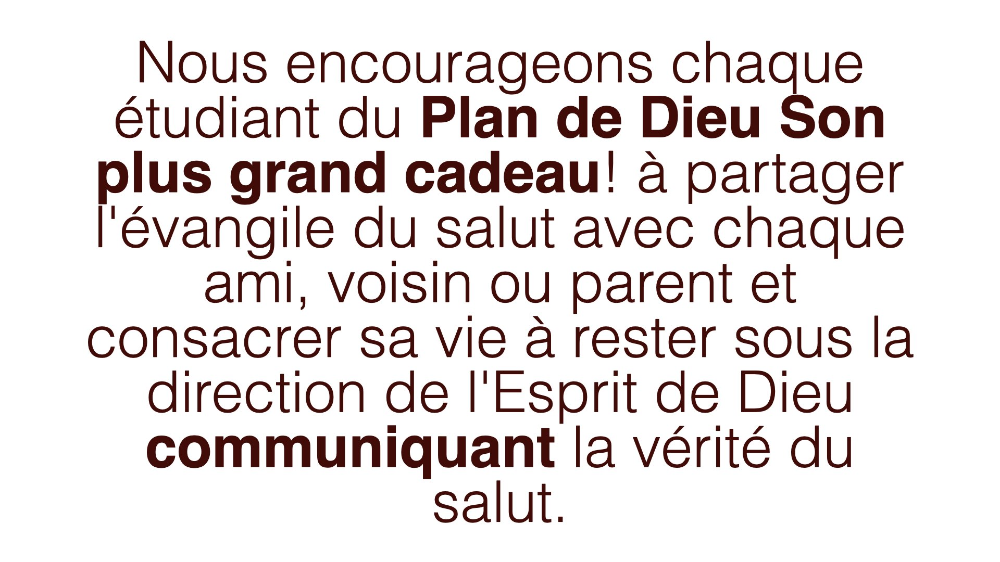 Nous encourageons chaque
étudiant du Plan de Dieu Son
plus grand cadeau! à partager
l'évangile du salut avec chaque
ami, voisin ou parent et
consacrer sa vie à rester sous la
direction de l'Esprit de Dieu
communiquant la vérité du
salut.